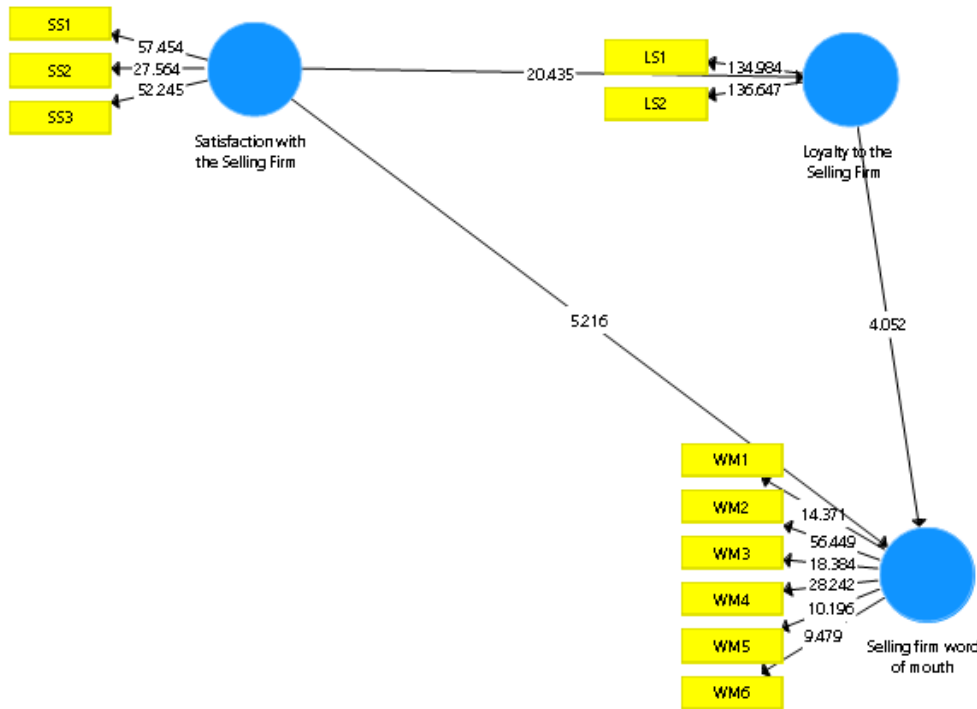 SS1
57.454
SS2
27.564
SS3
52.245
Satisfaction with
the Selling Firm
20.435
LS1
134.984
LS2
136.647
Loyalty to the
Selling Firm
5.216
4.052
WM1
14.371
WM2
56.449
WM3
18.384
WM4
28.242
WM5
10.196
WM6
9.479
Selling firm word
of mouth